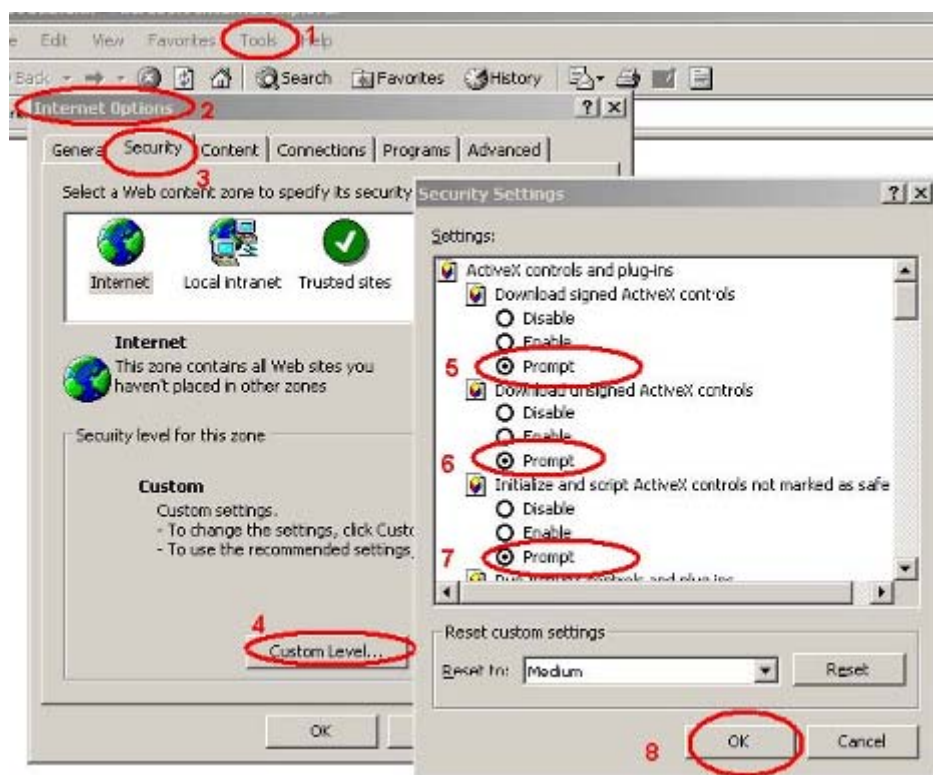 Edit View Favorites Tools 1 Help
Back Search Favorites History
Internet Options 2
General Security Content Connections Programs Advanced
3
Select a Web content zone to specify its security
Internet Local intranet Trusted sites
Internet
This zone contains all Web sites you
haven't placed in other zones
Security level for this zone
Custom
Custom settings.
- To change the settings, click Custo
- To use the recommended settings,
4
Custom Level...
OK
Security Settings
Settings:
ActiveX controls and plug-ins
Download signed ActiveX controls
Disable
Enable
5 Prompt
Download unsigned ActiveX controls
Disable
Enable
6 Prompt
Initialize and script ActiveX controls not marked as safe
Disable
Enable
7 Prompt
Run ActiveX controls and plug-ins
Reset custom settings
Reset to: Medium Reset
8 OK Cancel